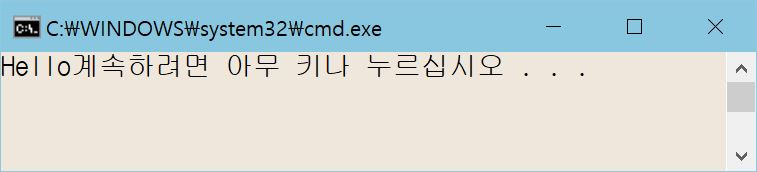 C:₩WINDOWS₩system32₩cmd.exe
Hello계속하려면 아무 키나 누르십시오 . . .